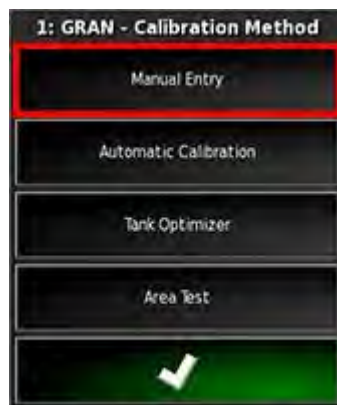 1: GRAN - Calibration Method
Manual Entry
Automatic Calibration
Tank Optimizer
Area Test